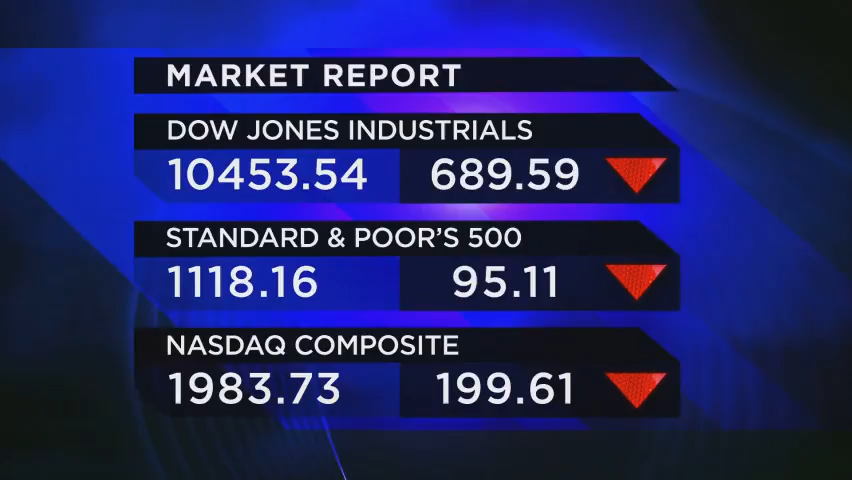 MARKET REPORT
DOW JONES INDUSTRIALS
10453.54 689.59
STANDARD & POOR'S 500
1118.16 95.11
NASDAQ COMPOSITE
1983.73 199.61